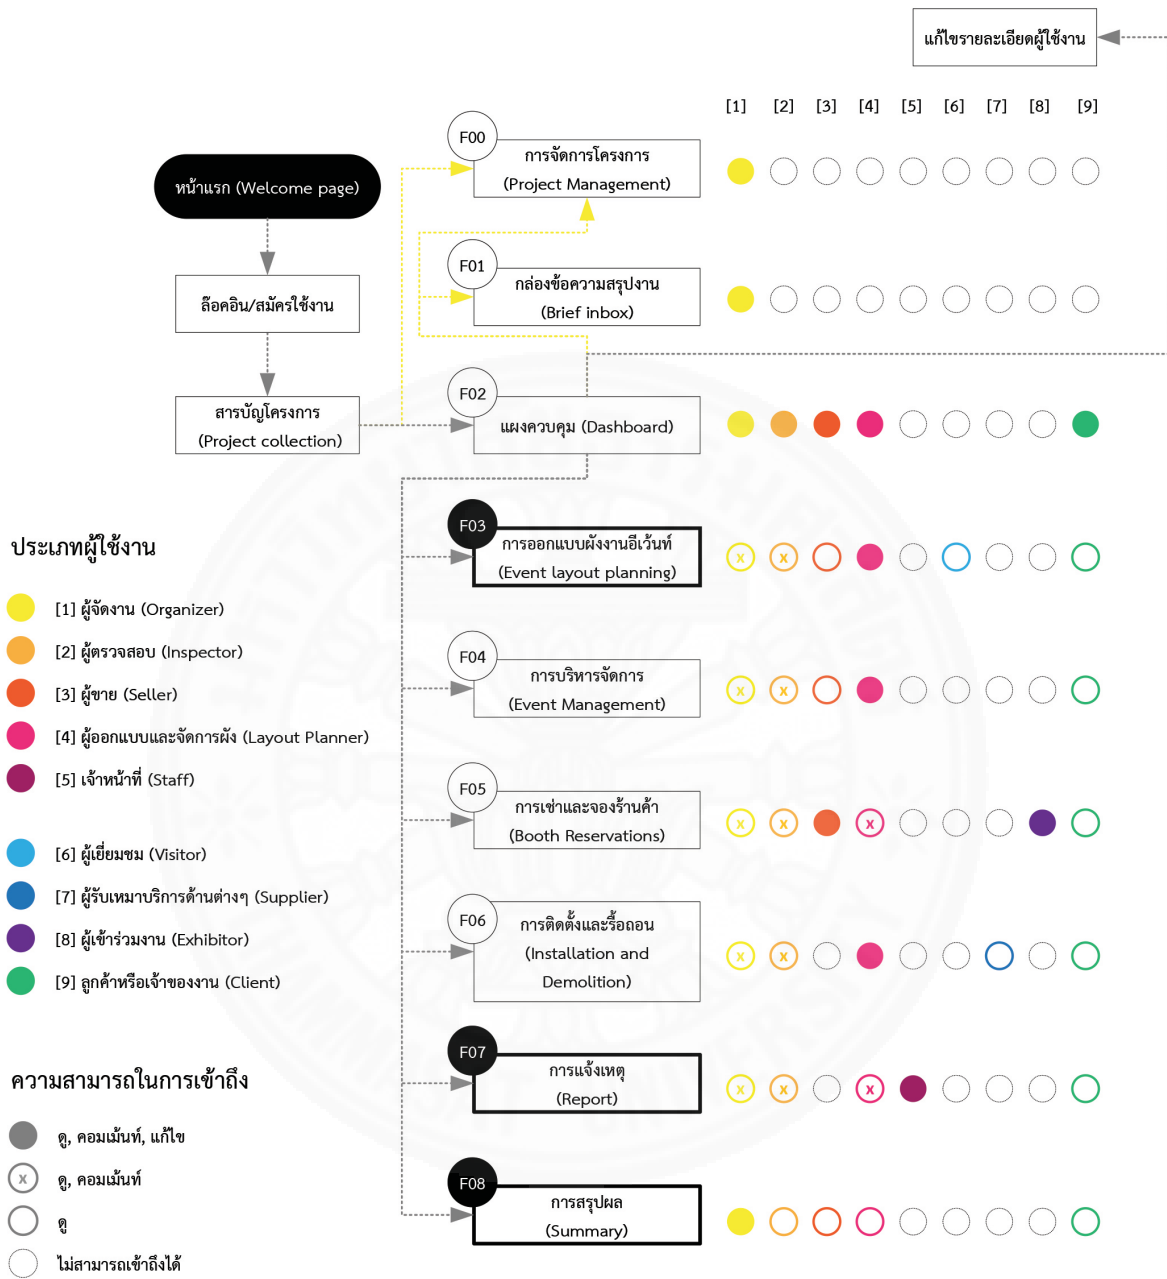 แก้ไขรายละเอียดผู้ใช้งาน
[1] [2] [3] [4] [5] [6] [7] [8] [9]
F00
การจัดการโครงการ
(Project Management)
หน้าแรก (Welcome page)
F01
กล่องข้อความสรุปงาน
(Brief inbox)
ล๊อคอิน/สมัครใช้งาน
F02
แผงควบคุม (Dashboard)
สารบัญโครงการ
(Project collection)
F03
การออกแบบผังงานอีเว้นท์
(Event layout planning)
x x
ประเภทผู้ใช้งาน
[1] ผู้จัดงาน (Organizer)
[2] ผู้ตรวจสอบ (Inspector)
[3] ผู้ขาย (Seller)
[4] ผู้ออกแบบและจัดการผัง (Layout Planner)
[5] เจ้าหน้าที่ (Staff)
[6] ผู้เยี่ยมชม (Visitor)
[7] ผู้รับเหมาบริการด้านต่างๆ (Supplier)
[8] ผู้เข้าร่วมงาน (Exhibitor)
[9] ลูกค้าหรือเจ้าของงาน (Client)
F04
การบริหารจัดการ
(Event Management)
x x
F05
การเช่าและจองร้านค้า
(Booth Reservations)
x x x
F06
การติดตั้งและรื้อถอน
(Installation and
Demolition)
x x
F07
การแจ้งเหตุ
(Report)
x x x
F08
การสรุปผล
(Summary)
ความสามารถในการเข้าถึง
ดู, คอมเม้นท์, แก้ไข
x ดู, คอมเม้นท์
ดู
ไม่สามารถเข้าถึงได้